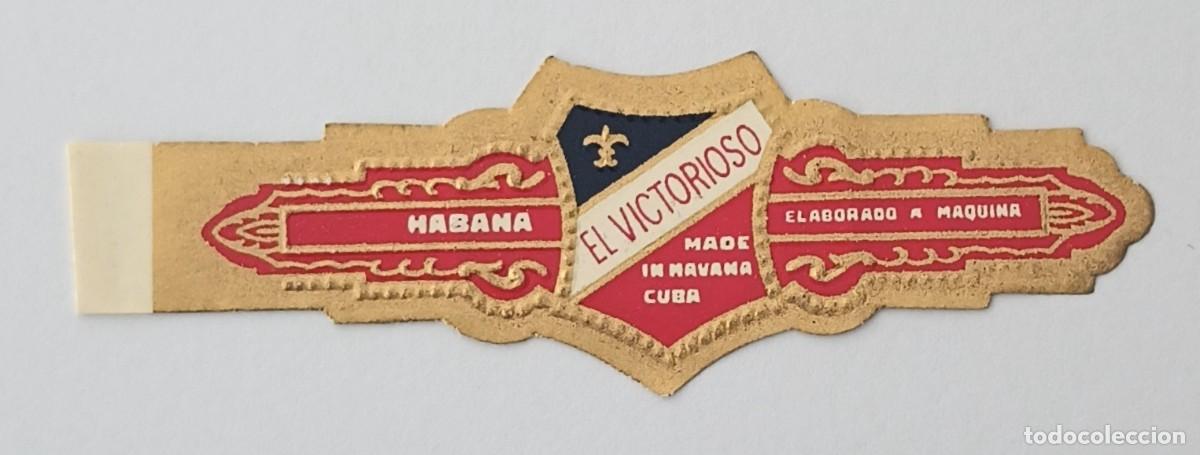 HABANA
EL VICTORIOSO
MADE
IN HAVANA
CUBA
ELABORADO A MAQUINA
todocoleccion